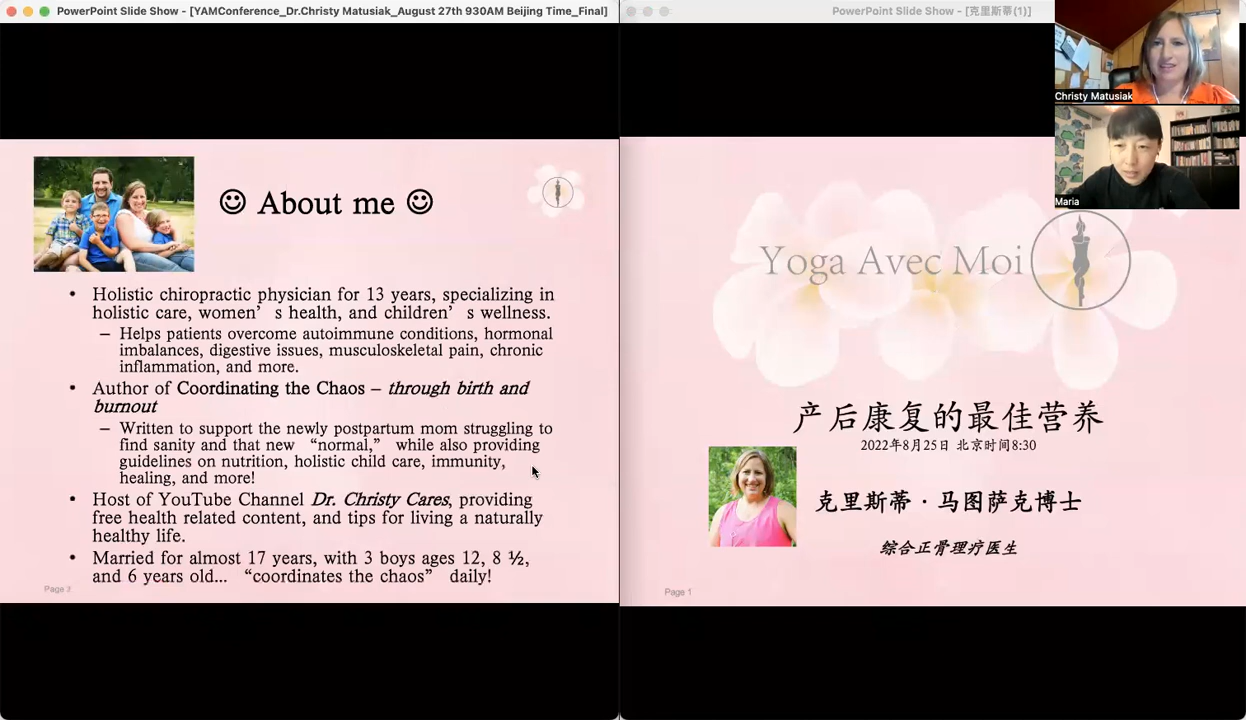 PowerPoint Slide Show - [YAMConference_Dr.Christy Matusiak_August 27th 930AM Beijing Time_Final]
☺ About me ☺
• Holistic chiropractic physician for 13 years, specializing in
holistic care, women’s health, and children’s wellness.
– Helps patients overcome autoimmune conditions, hormonal
imbalances, digestive issues, musculoskeletal pain, chronic
inflammation, and more.
• Author of Coordinating the Chaos – through birth and
burnout
– Written to support the newly postpartum mom struggling to
find sanity and that new “normal,” while also providing
guidelines on nutrition, holistic child care, immunity,
healing, and more!
• Host of YouTube Channel Dr. Christy Cares, providing
free health related content, and tips for living a naturally
healthy life.
• Married for almost 17 years, with 3 boys ages 12, 8 ½,
and 6 years old... “coordinates the chaos” daily!
Page 3
PowerPoint Slide Show - [克里斯蒂(1)]
Christy Matusiak
Maria
Yoga Avec Moi
产后康复的最佳营养
2022年8月25日 北京时间8:30
克里斯蒂·马图萨克博士
综合正骨理疗医生
Page 1